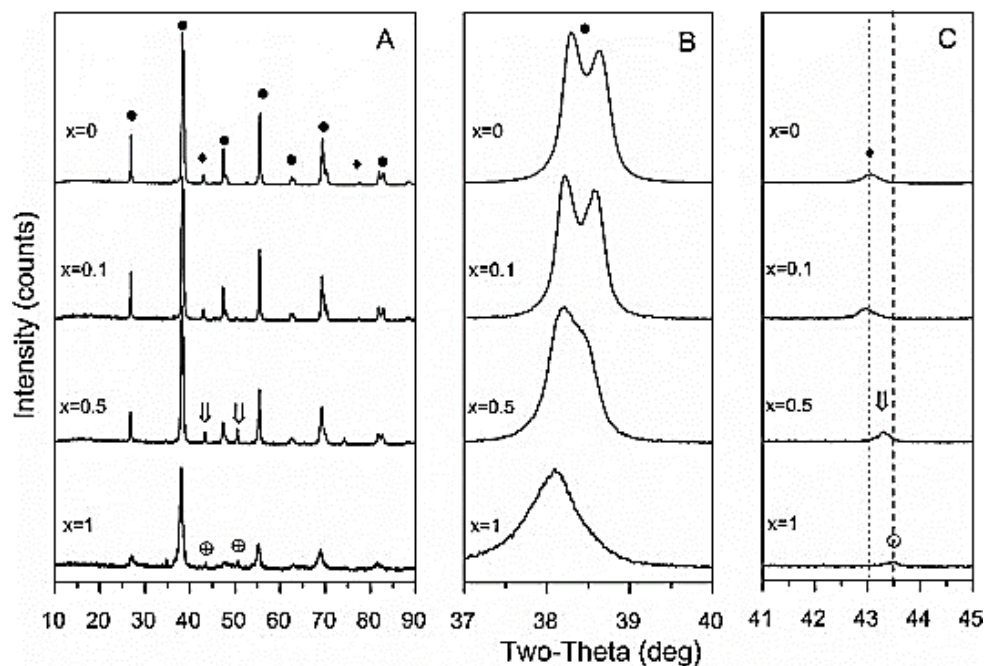 A
B
C
x=0
x=0
x=0
x=0.1
x=0.1
x=0.1
x=0.5
x=0.5
x=0.5
x=1
x=1
x=1
Intensity (counts)
10 20 30 40 50 60 70 80 90
37 38 39 40
41 42 43 44 45
Two-Theta (deg)